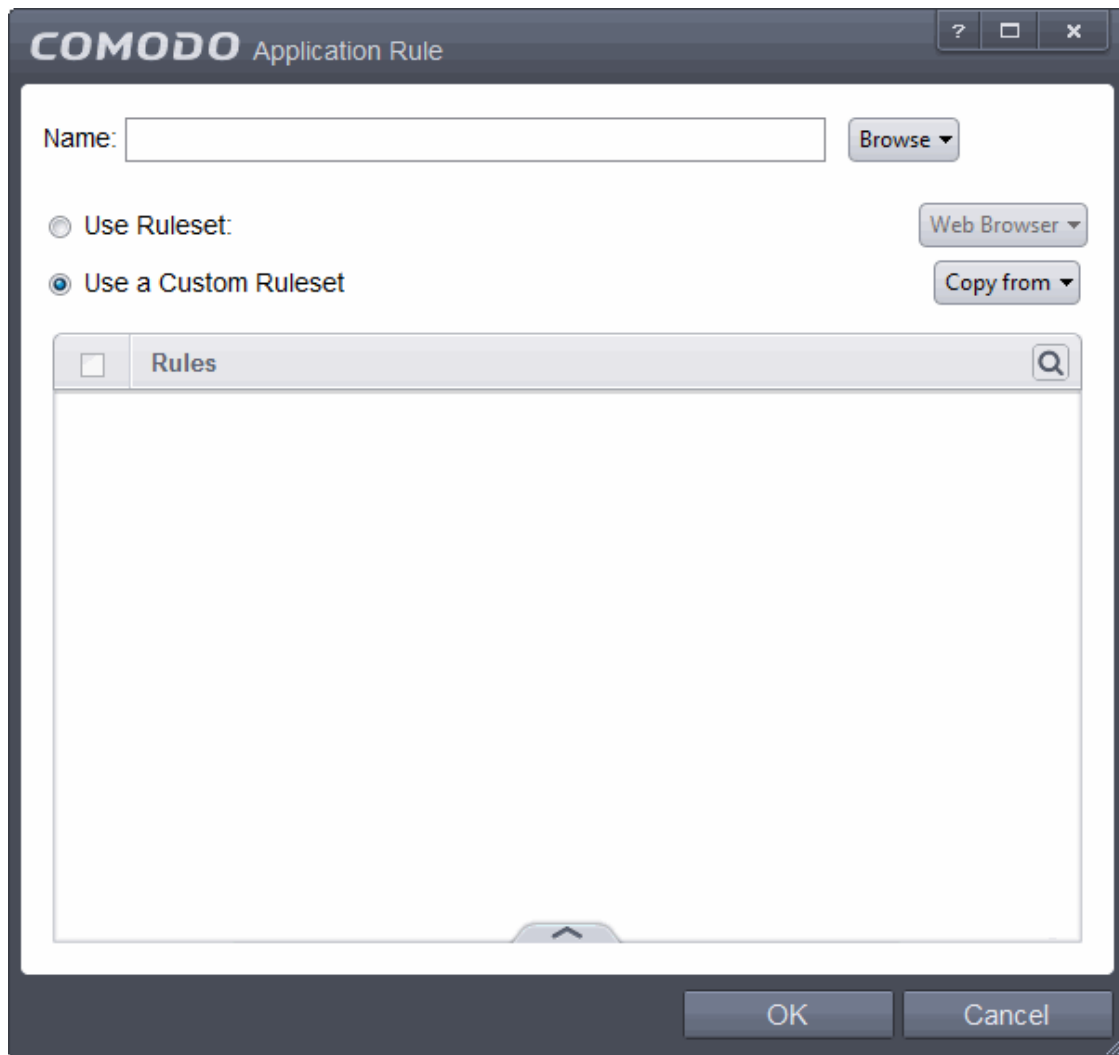 COMODO Application Rule
?
Name:
Browse
Use Ruleset:
Web Browser
Use a Custom Ruleset
Copy from
Rules
OK
Cancel